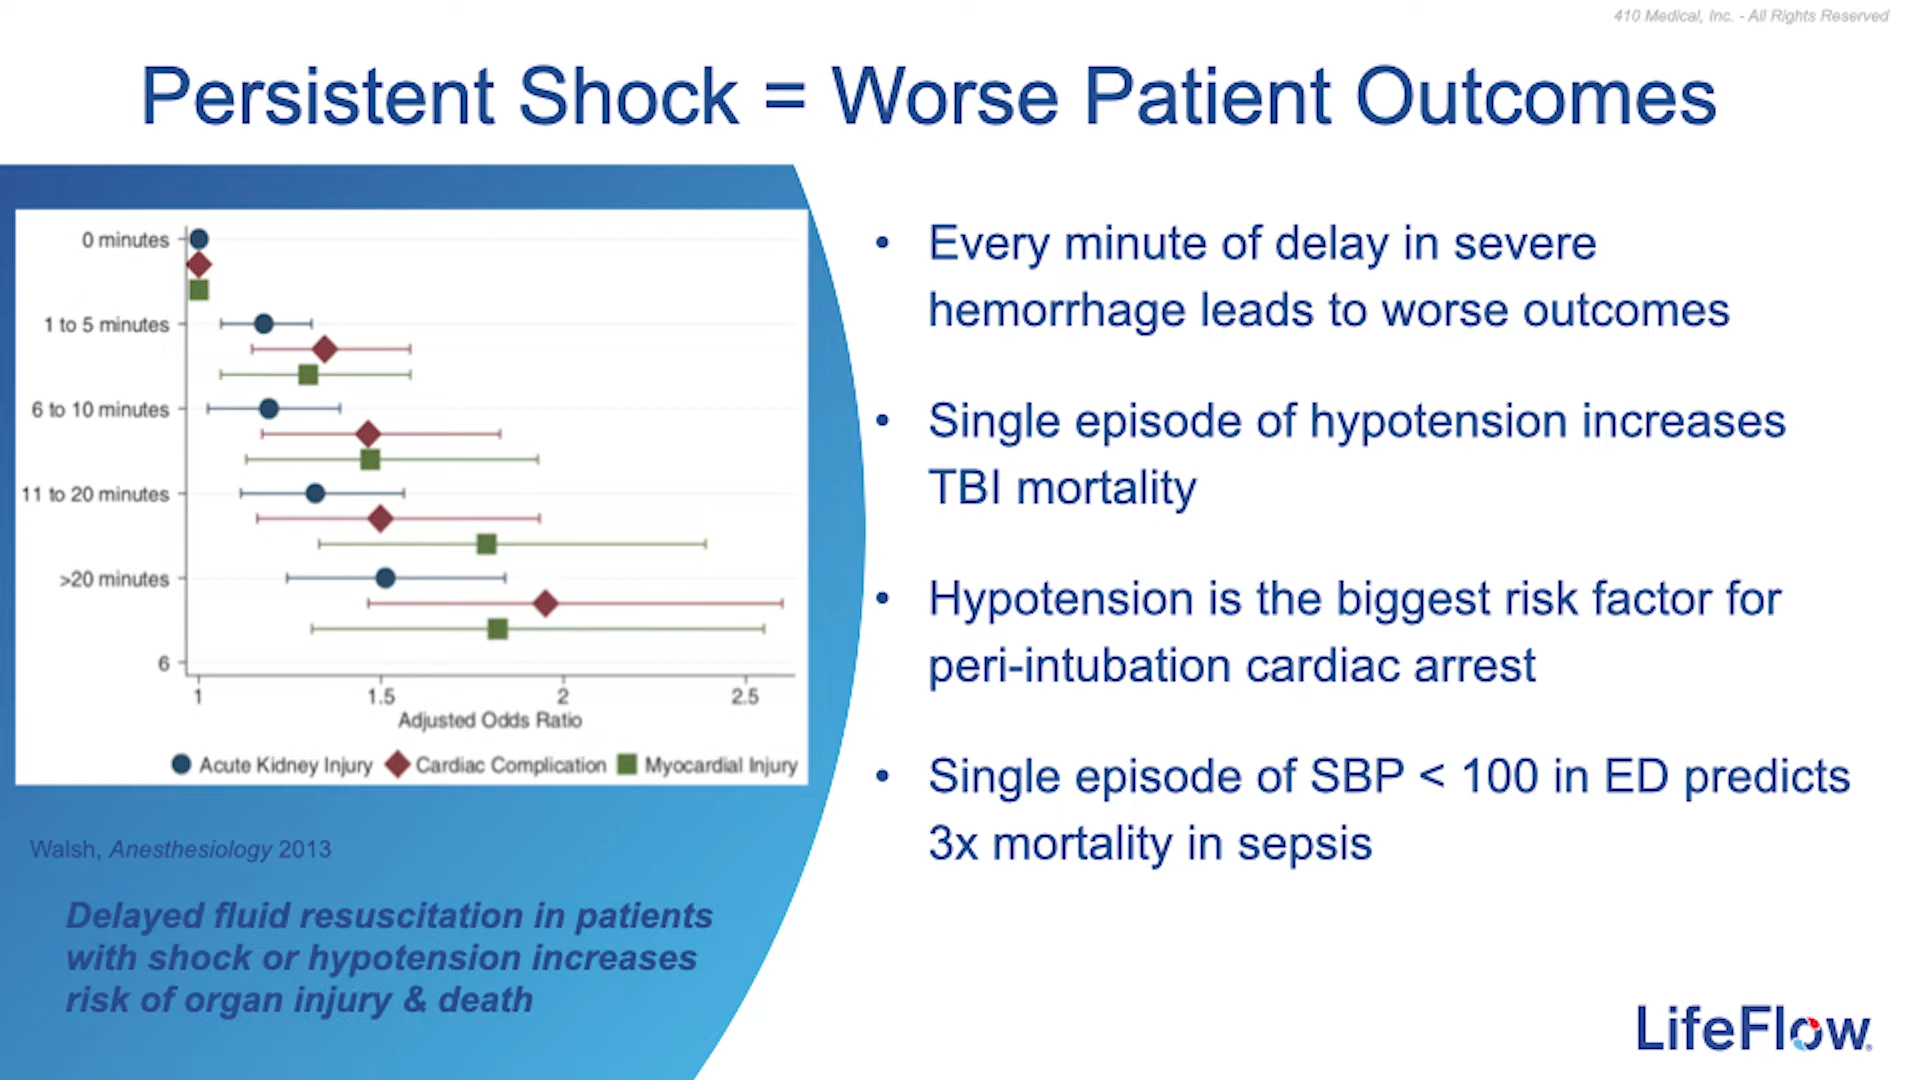 410 Medical, Inc. - All Rights Reserved
Persistent Shock = Worse Patient Outcomes
0 minutes
1 to 5 minutes
6 to 10 minutes
11 to 20 minutes
>20 minutes
6
1 1.5 2 2.5
Adjusted Odds Ratio
Acute Kidney Injury Cardiac Complication Myocardial Injury
Walsh, Anesthesiology 2013
Delayed fluid resuscitation in patients
with shock or hypotension increases
risk of organ injury & death
• Every minute of delay in severe
hemorrhage leads to worse outcomes
• Single episode of hypotension increases
TBI mortality
• Hypotension is the biggest risk factor for
peri-intubation cardiac arrest
• Single episode of SBP < 100 in ED predicts
3x mortality in sepsis
LifeFlow®